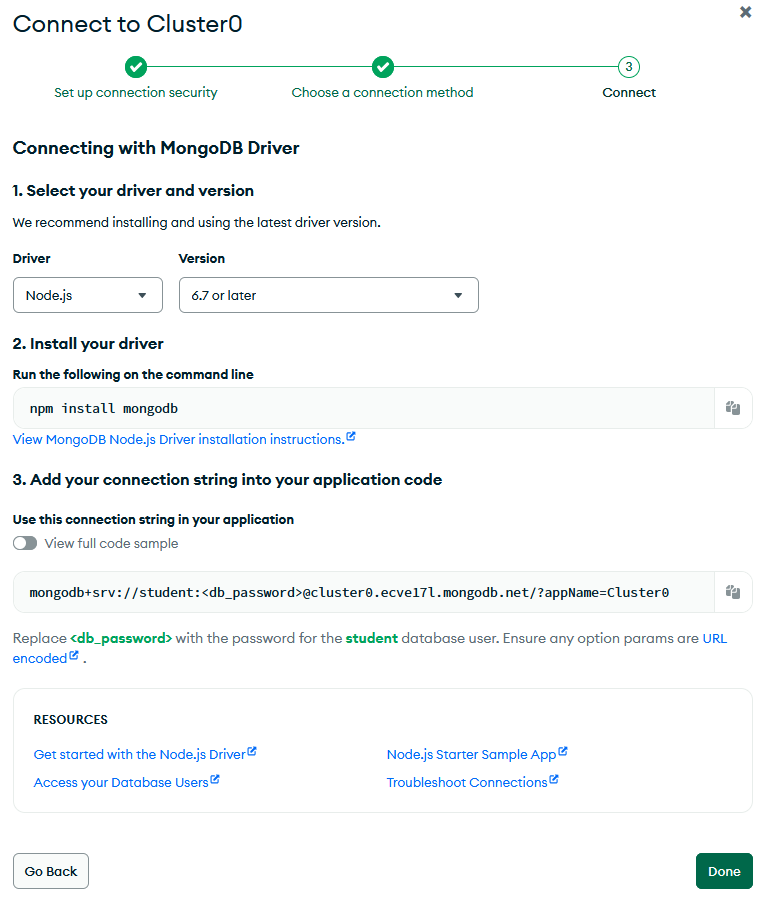 Connect to Cluster0
3
Set up connection security
Choose a connection method
Connect
Connecting with MongoDB Driver
1. Select your driver and version
We recommend installing and using the latest driver version.
Driver
Version
Node.js
6.7 or later
2. Install your driver
Run the following on the command line
npm install mongodb
View MongoDB Node.js Driver installation instructions.
3. Add your connection string into your application code
Use this connection string in your application
View full code sample
mongodb+srv://student:<db_password>@cluster0.ecve17l.mongodb.net/?appName=Cluster0
Replace <db_password> with the password for the student database user. Ensure any option params are URL
encoded .
RESOURCES
Get started with the Node.js Driver
Node.js Starter Sample App
Access your Database Users
Troubleshoot Connections
Go Back
Done